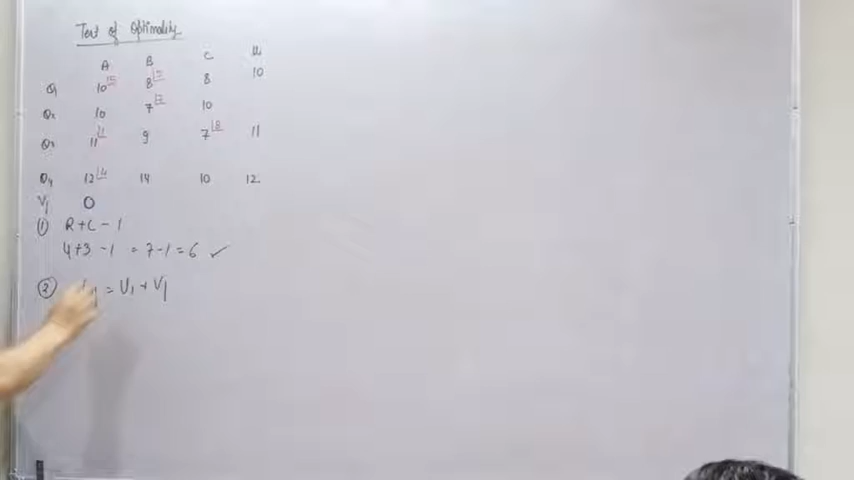 Test of Optimality
A B C Ui
O1 10 8 8 10
O2 10 7 10
O3 11 9 7 11
O4 12 14 10 12
Vj 0
(1) R+C-1
4+3-1 = 7-1 = 6 ✓
(2) = Ui + Vj